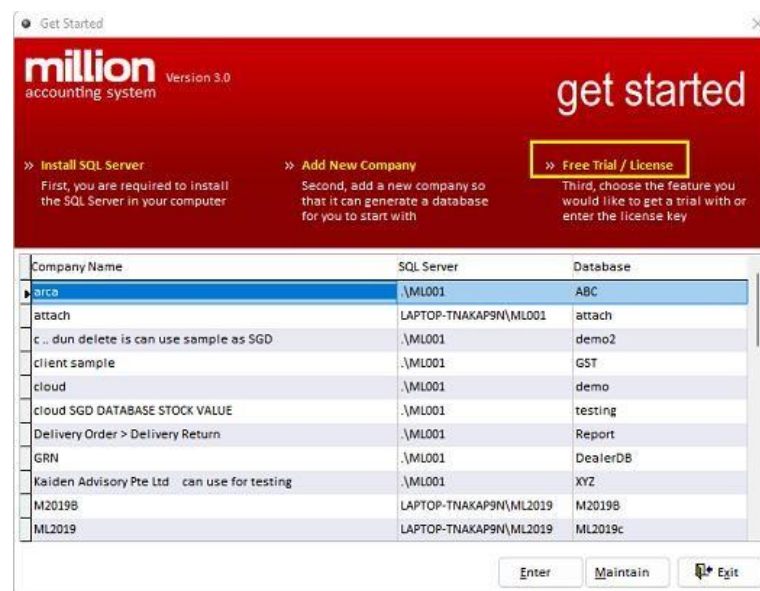 Get Started
million Version 3.0
accounting system
get started
» Install SQL Server
First, you are required to install
the SQL Server in your computer
» Add New Company
Second, add a new company so
that it can generate a database
for you to start with
» Free Trial / License
Third, choose the feature you
would like to get a trial with or
enter the license key
Company Name SQL Server Database
arca .\ML001 ABC
attach LAPTOP-TNAKAP9N\ML001 attach
c .. dun delete is can use sample as SGD .\ML001 demo2
client sample .\ML001 GST
cloud .\ML001 demo
cloud SGD DATABASE STOCK VALUE .\ML001 testing
Delivery Order > Delivery Return .\ML001 Report
GRN .\ML001 DealerDB
Kaiden Advisory Pte Ltd can use for testing .\ML001 XYZ
M2019B LAPTOP-TNAKAP9N\ML2019 M2019B
ML2019 LAPTOP-TNAKAP9N\ML2019 ML2019c
Enter Maintain Exit